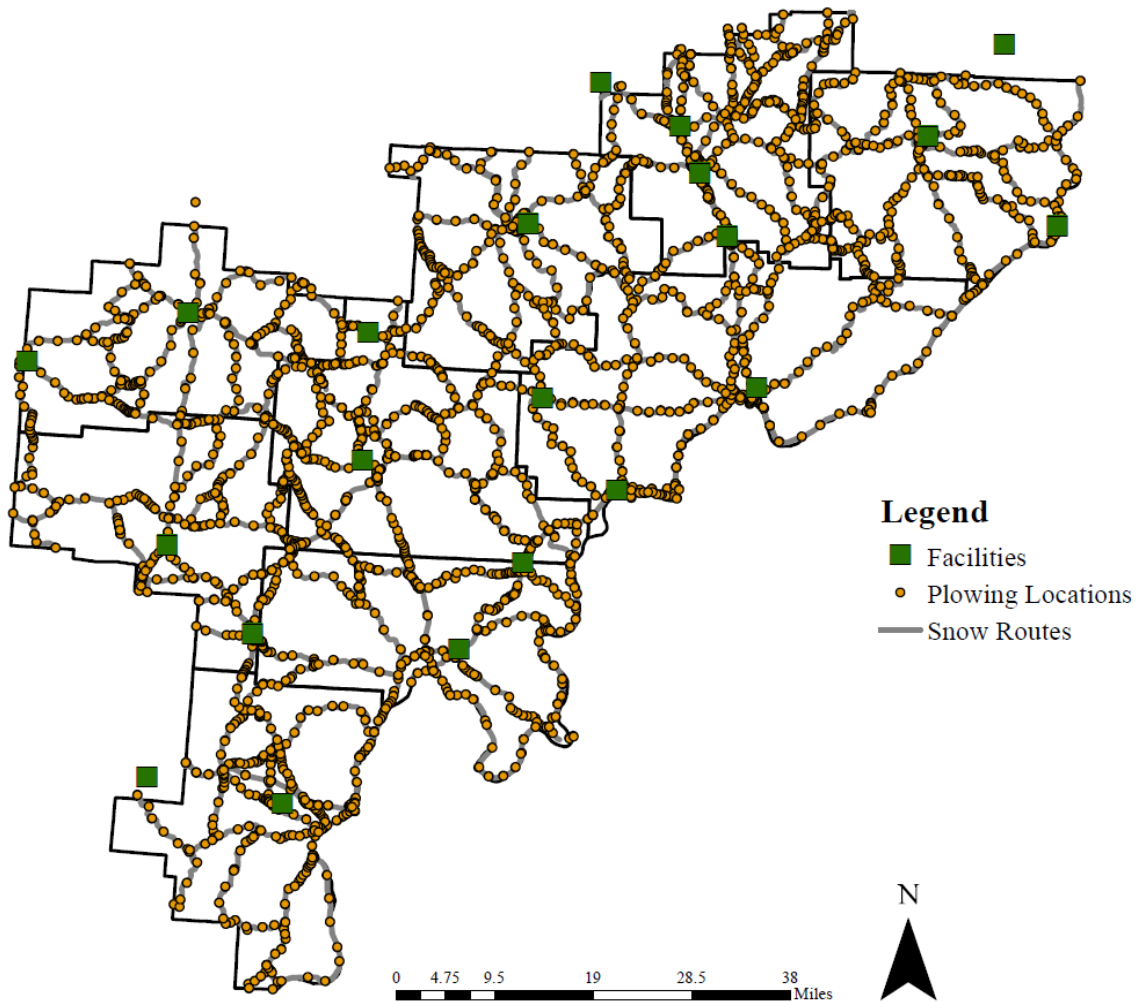 Legend
Facilities
Plowing Locations
Snow Routes
N
0 4.75 9.5 19 28.5 38
Miles